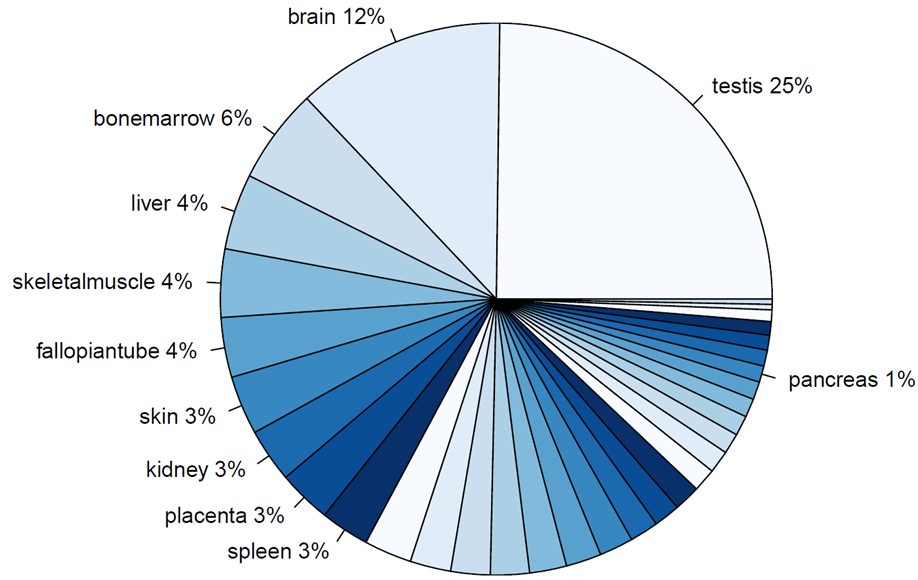 brain 12%
testis 25%
bonemarrow 6%
liver 4%
skeletalmuscle 4%
fallopiantube 4%
pancreas 1%
skin 3%
kidney 3%
placenta 3%
spleen 3%